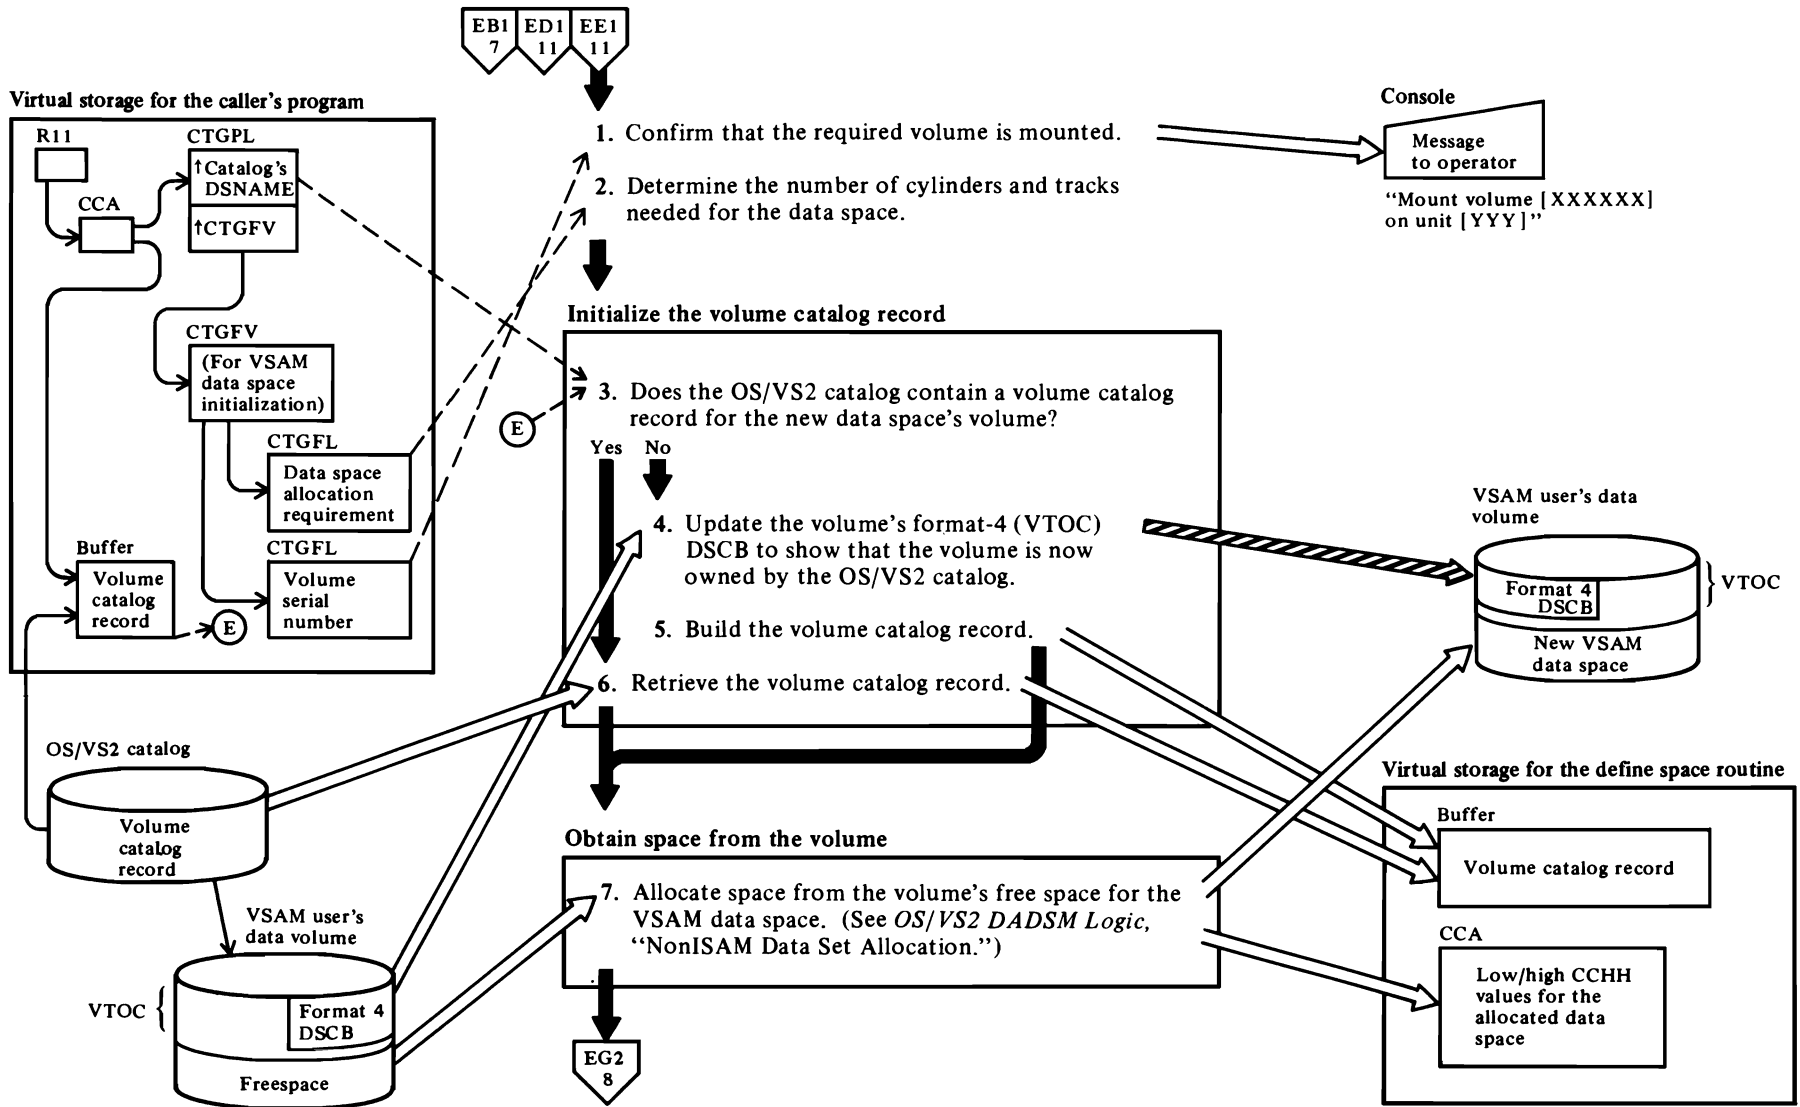 EB1 ED1 EE1
7 11 11
Virtual storage for the caller's program
R11
CTGPL
↑Catalog's
DSNAME
CCA
↑CTGFV
CTGFV
(For VSAM
data space
initialization)
CTGFL
Data space
allocation
requirement
Buffer
Volume
catalog
record
E
CTGFL
Volume
serial
number
OS/VS2 catalog
Volume
catalog
record
VSAM user's
data volume
VTOC {
Format 4
DSCB
Freespace
1. Confirm that the required volume is mounted.
2. Determine the number of cylinders and tracks
needed for the data space.
Initialize the volume catalog record
3. Does the OS/VS2 catalog contain a volume catalog
record for the new data space's volume?
E
Yes No
4. Update the volume's format-4 (VTOC)
DSCB to show that the volume is now
owned by the OS/VS2 catalog.
5. Build the volume catalog record.
6. Retrieve the volume catalog record.
Obtain space from the volume
7. Allocate space from the volume's free space for the
VSAM data space. (See OS/VS2 DADSM Logic,
“NonISAM Data Set Allocation.”)
EG2
8
Console
Message
to operator
“Mount volume [XXXXXX]
on unit [YYY]”
VSAM user's data
volume
Format 4
DSCB
} VTOC
New VSAM
data space
Virtual storage for the define space routine
Buffer
Volume catalog record
CCA
Low/high CCHH
values for the
allocated data
space